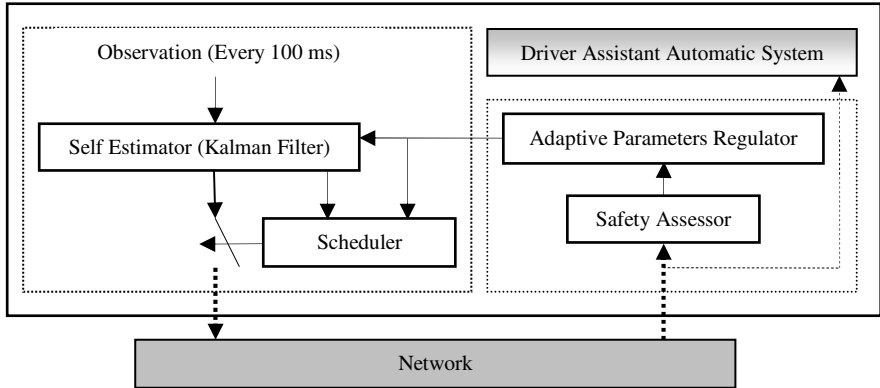 Observation (Every 100 ms)
Driver Assistant Automatic System
Self Estimator (Kalman Filter)
Adaptive Parameters Regulator
Scheduler
Safety Assessor
Network